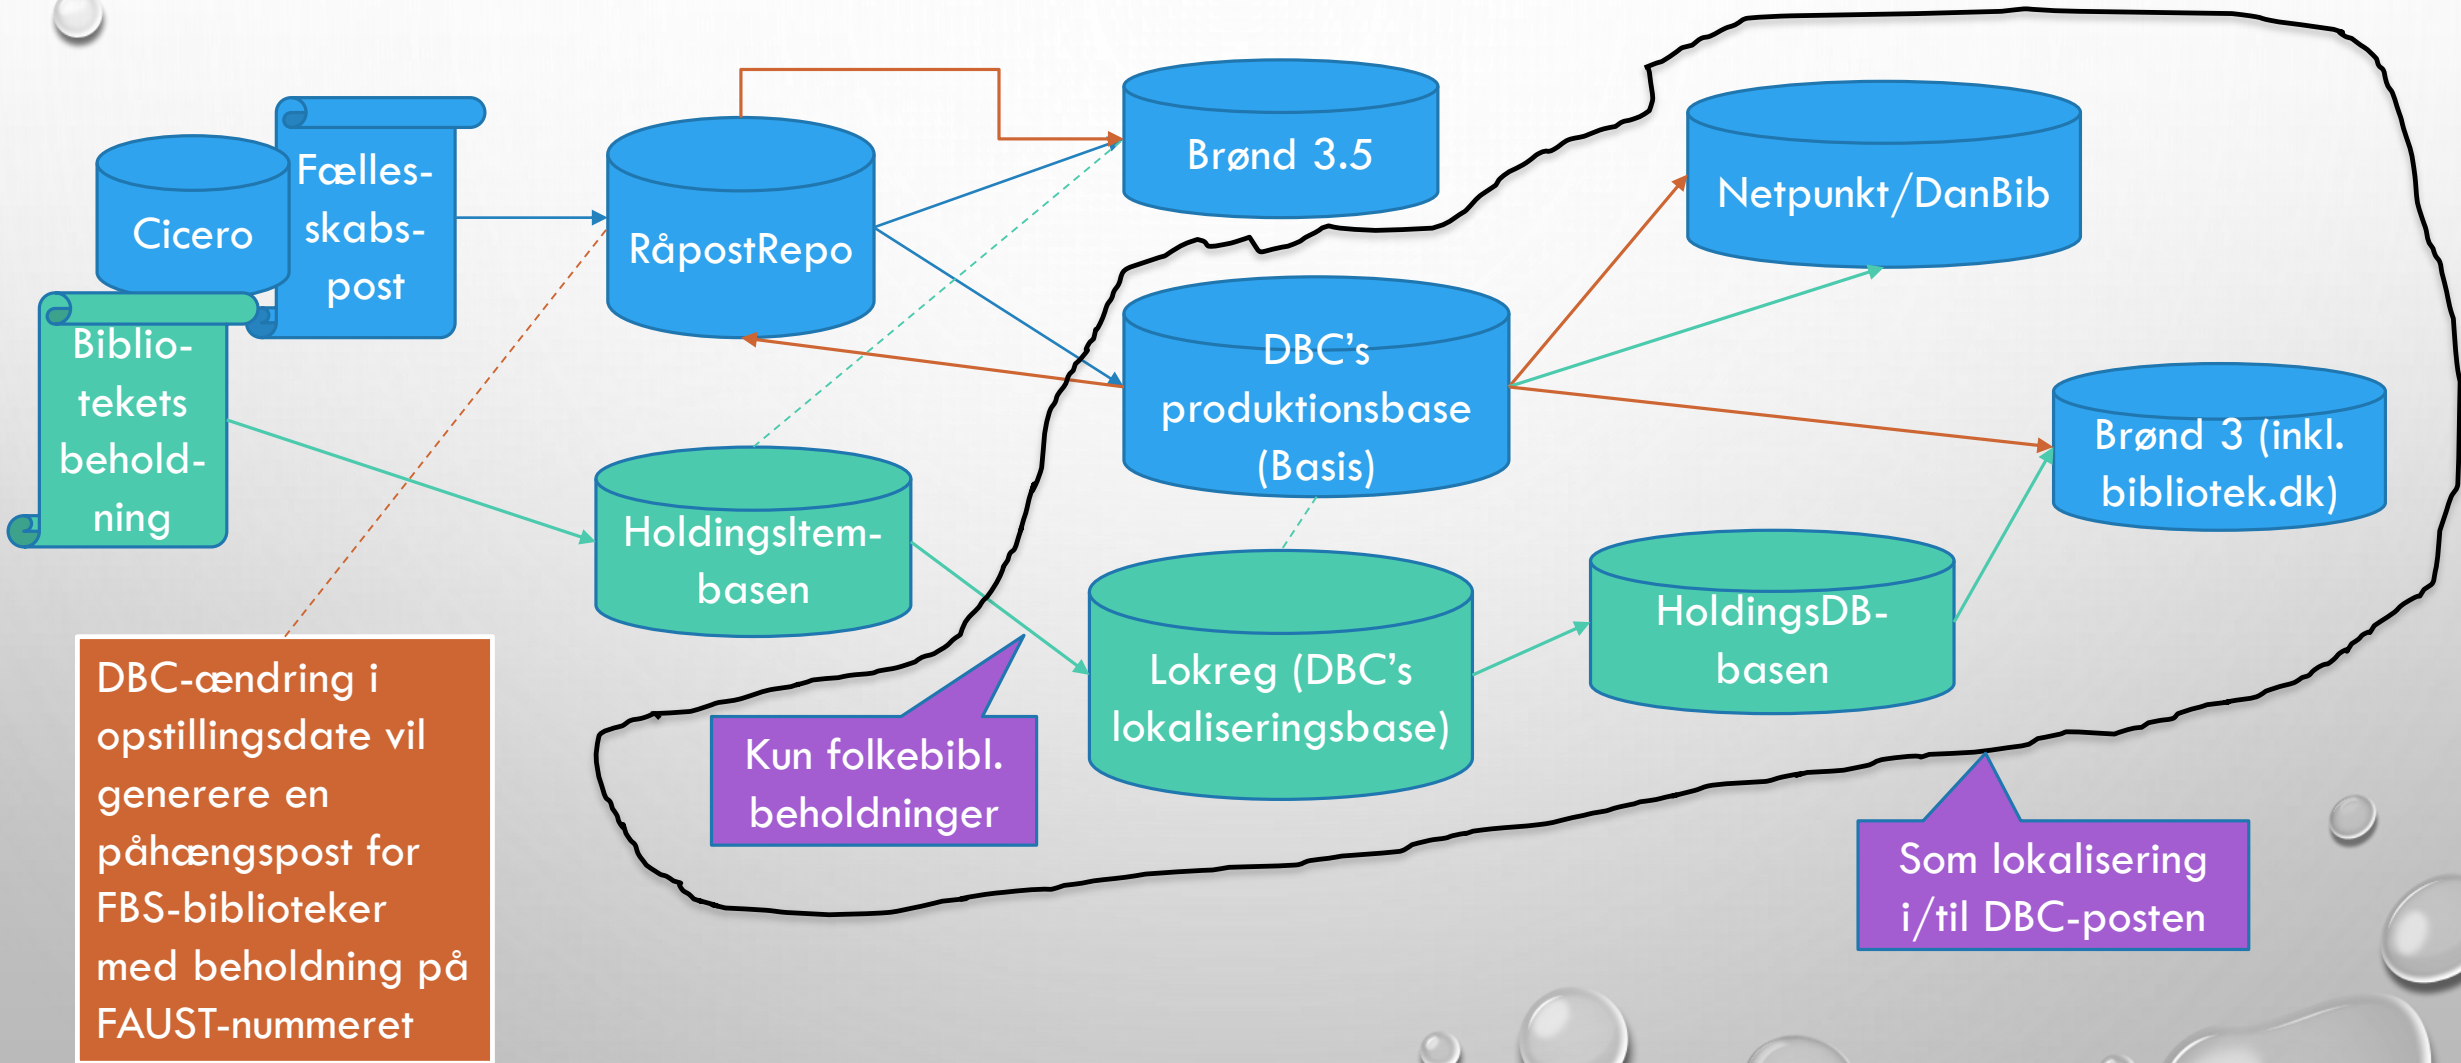 Cicero
Fælles-
skabs-
post
Biblio-
tekets
behold-
ning
RåpostRepo
Brønd 3.5
Netpunkt/DanBib
DBC’s
produktionsbase
(Basis)
Brønd 3 (inkl.
bibliotek.dk)
HoldingsItem-
basen
Lokreg (DBC’s
lokaliseringsbase)
HoldingsDB-
basen
Kun folkebibl.
beholdninger
Som lokalisering
i/til DBC-posten
DBC-ændring i
opstillingsdate vil
generere en
påhængspost for
FBS-biblioteker
med beholdning på
FAUST-nummeret